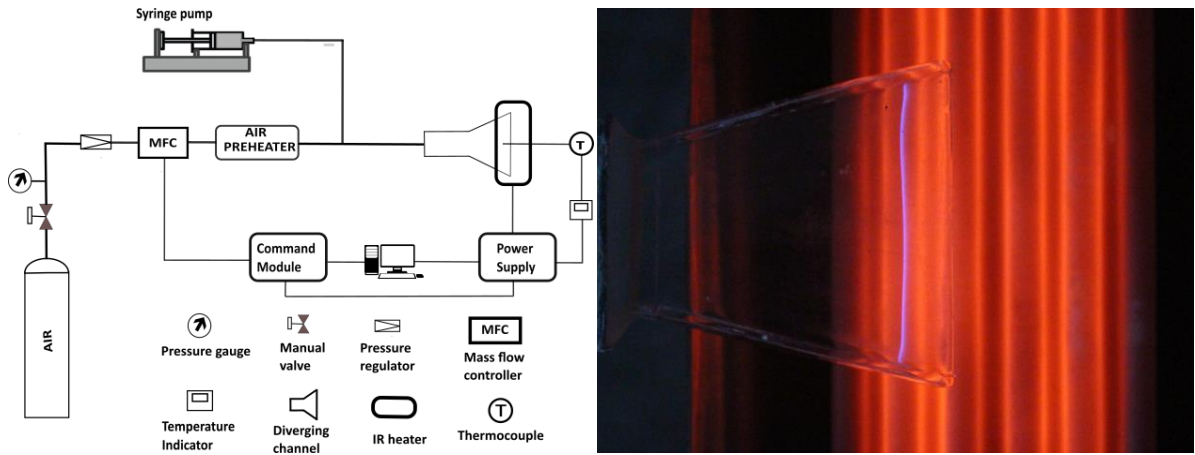 Syringe pump
MFC
AIR
PREHEATER
T
Command
Module
Power
Supply
AIR
Pressure gauge
Manual
valve
Pressure
regulator
MFC
Mass flow
controller
Temperature
Indicator
Diverging
channel
IR heater
T
Thermocouple